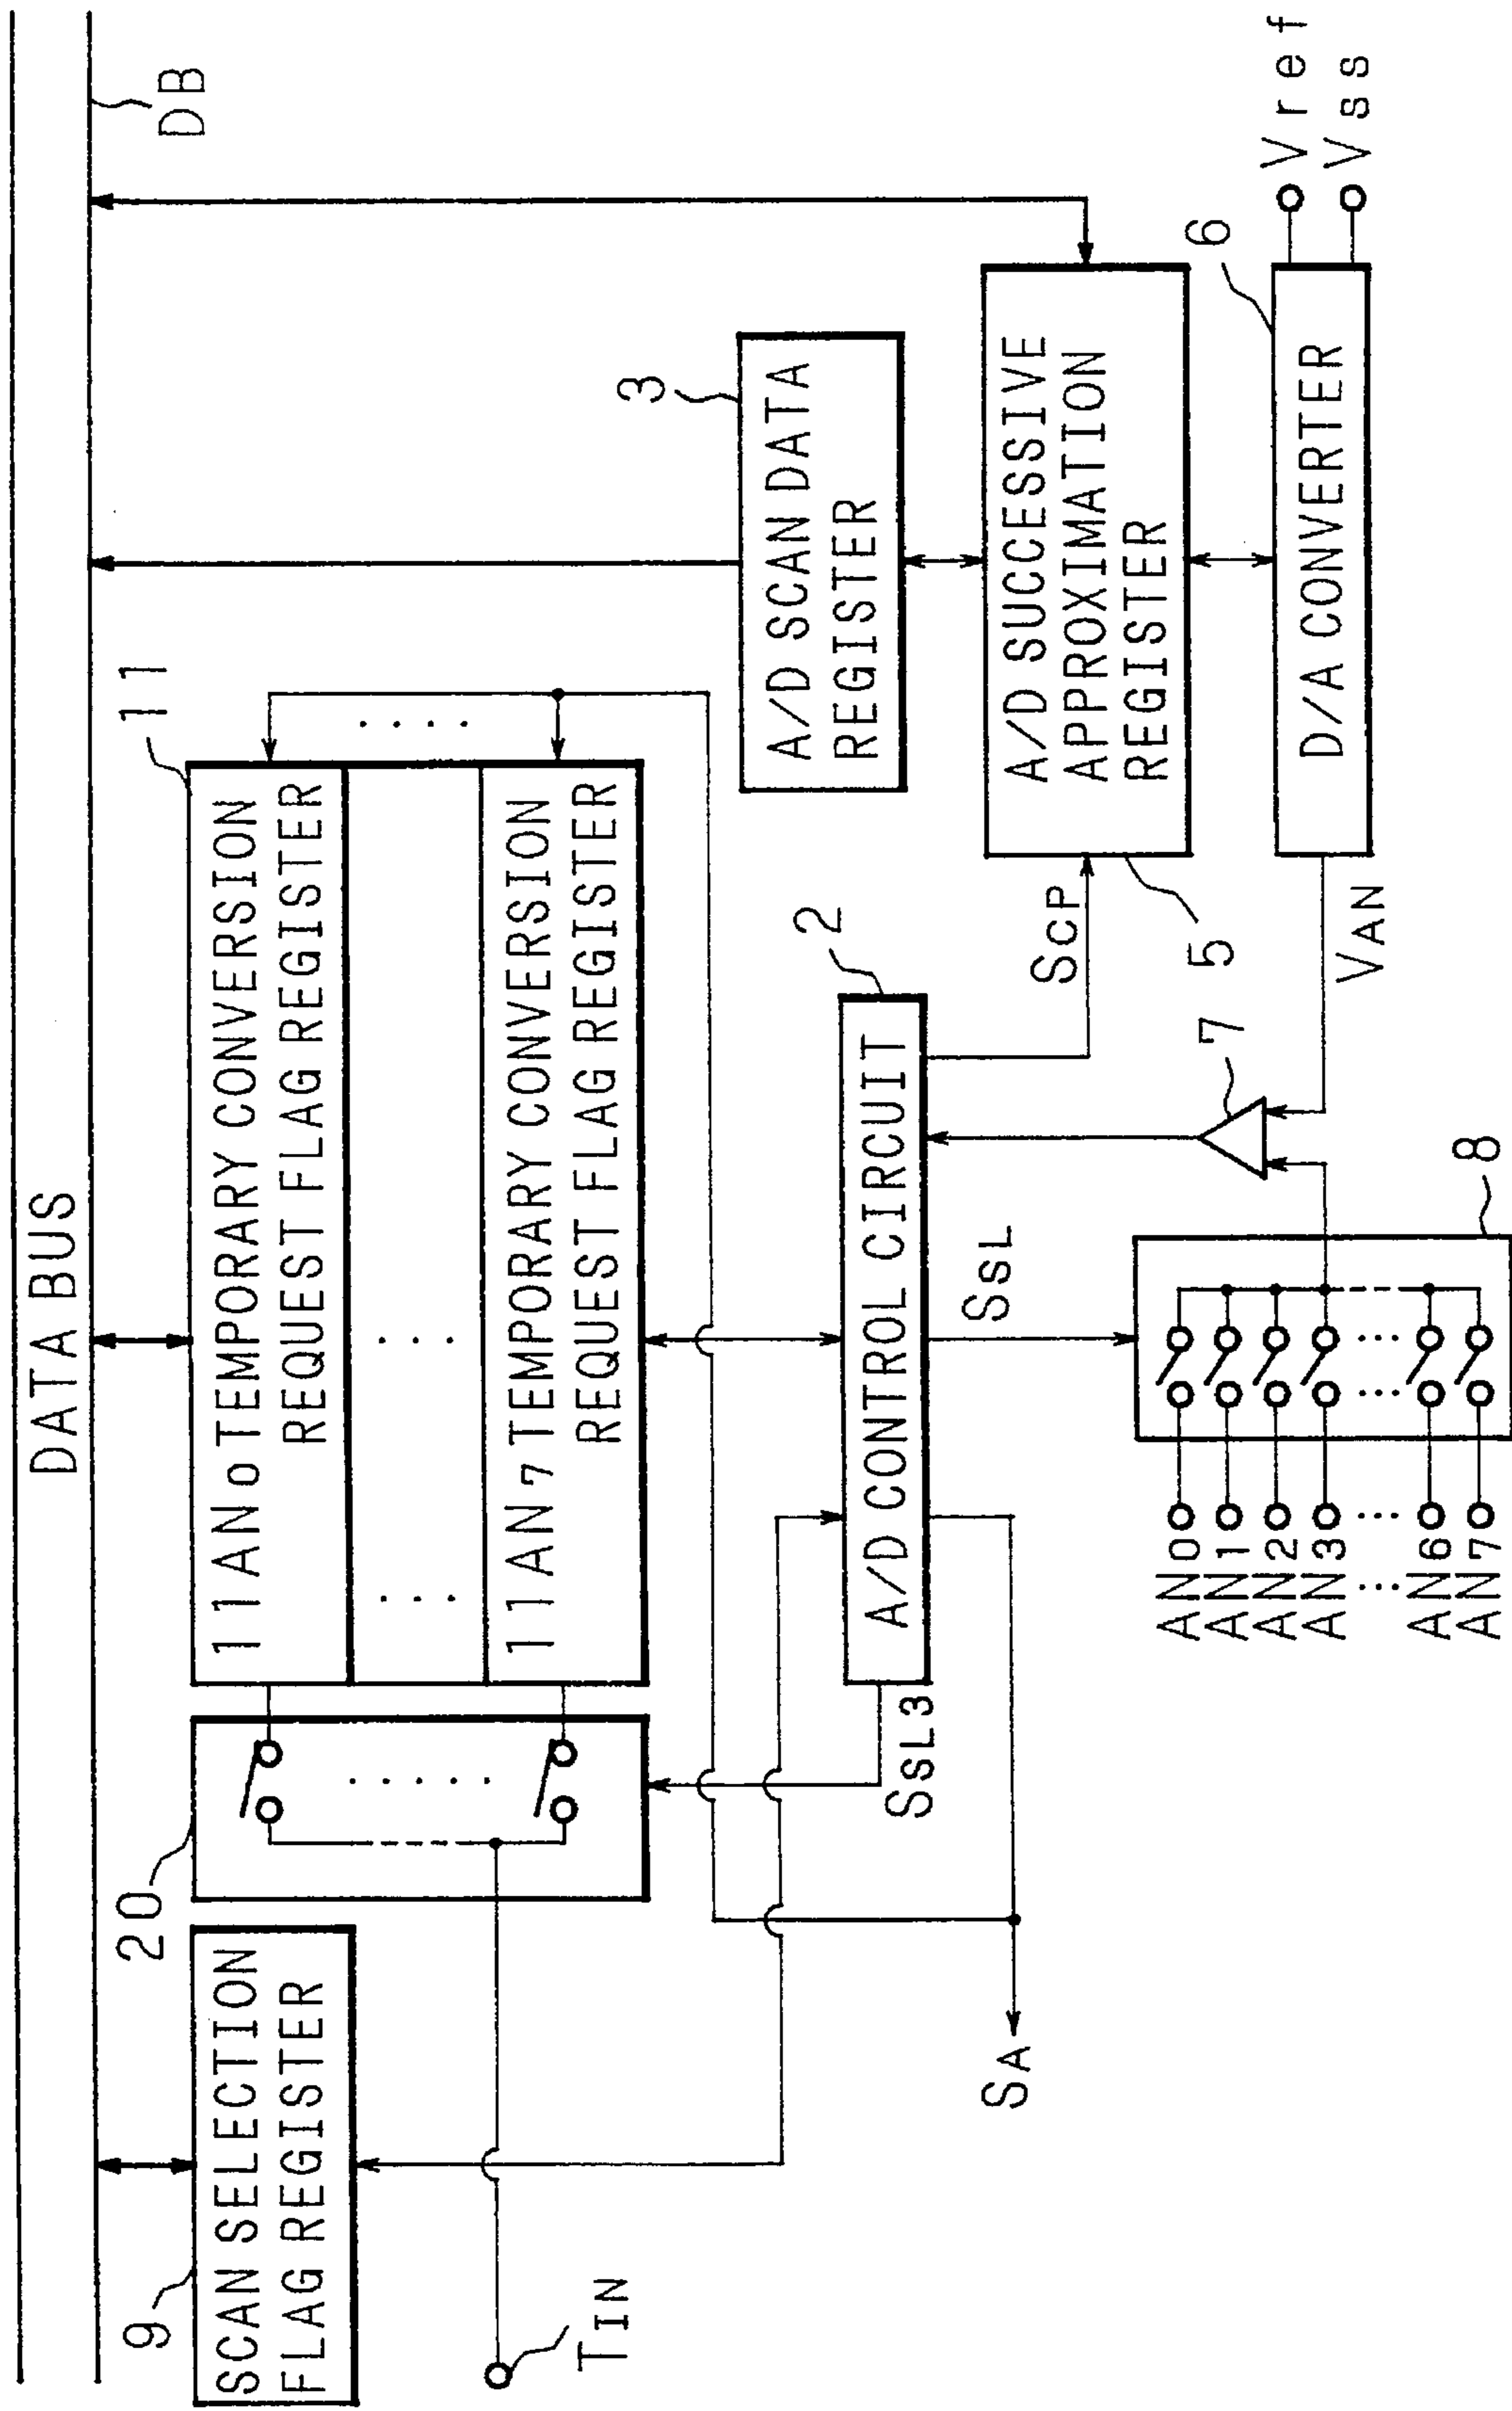 DATA BUS
DB
9
SCAN SELECTION
FLAG REGISTER
20
11
11AN0 TEMPORARY CONVERSION
REQUEST FLAG REGISTER
. . . .
. . . .
. . . .
. . . . .
11AN7 TEMPORARY CONVERSION
REQUEST FLAG REGISTER
TIN
3
A/D SCAN DATA
REGISTER
SSL3
2
A/D CONTROL CIRCUIT
SA
SSL
SCP
5
A/D SUCCESSIVE
APPROXIMATION
REGISTER
7
VAN
6
D/A CONVERTER
Vref
Vss
8
AN0
AN1
AN2
AN3
...
AN6
AN7